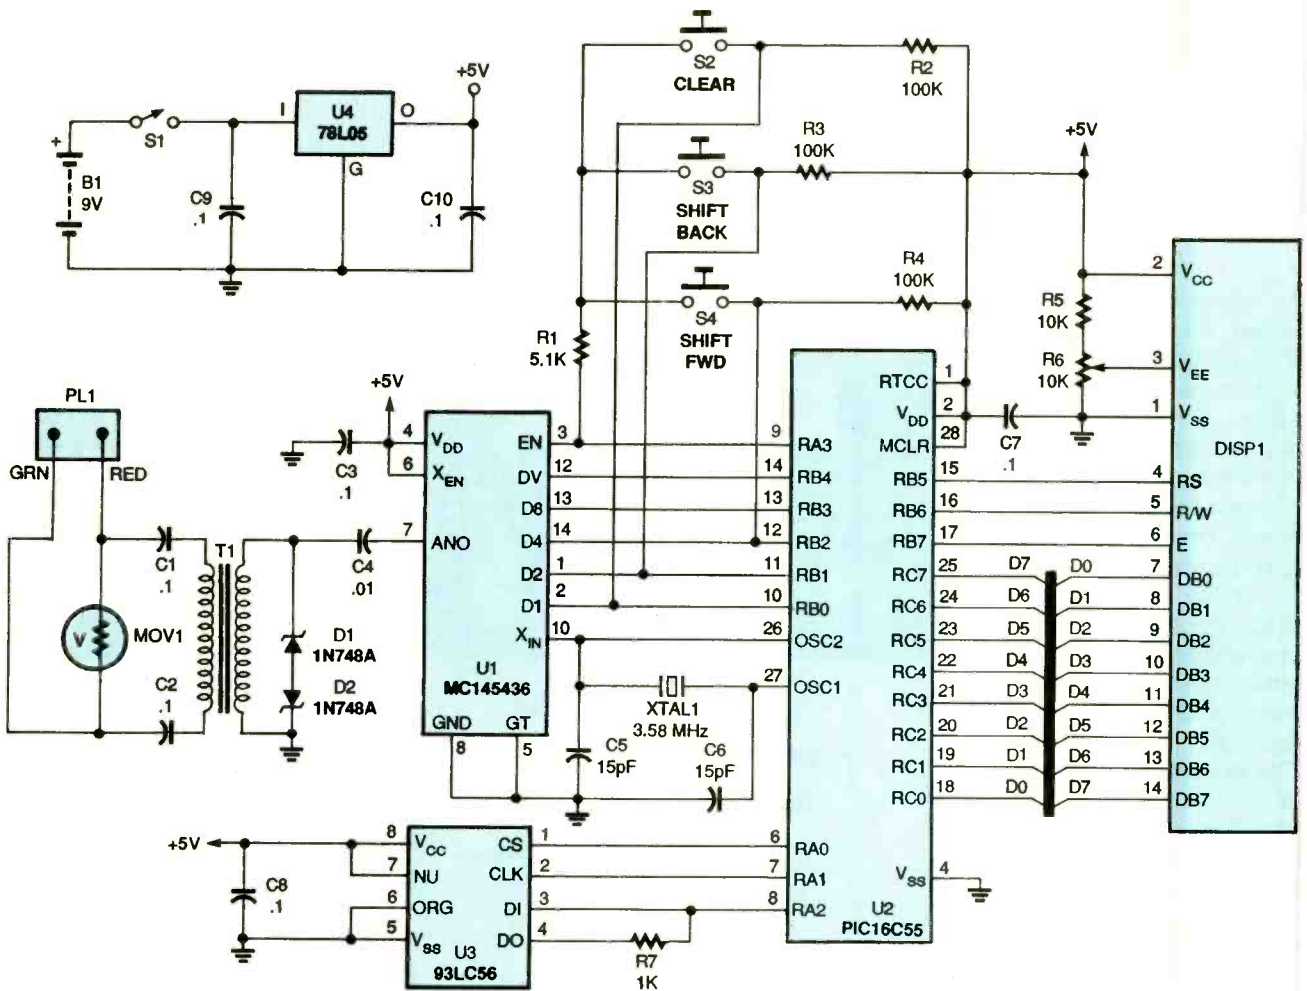 S2
CLEAR
R2
100K
+5V
I
U4
78L05
O
G
S1
+
B1
9V
C9
.1
C10
.1
S3
SHIFT
BACK
R3
100K
+5V
S4
SHIFT
FWD
R4
100K
R1
5.1K
R5
10K
R6
10K
2
VCC
3
VEE
1
VSS
DISP1
4
RS
5
R/W
6
E
7
DB0
8
DB1
9
DB2
10
DB3
11
DB4
12
DB5
13
DB6
14
DB7
D0
D1
D2
D3
D4
D5
D6
D7
C7
.1
RTCC
1
VDD
2
MCLR
28
RB5
15
RB6
16
RB7
17
RC7
25
D7
RC6
24
D6
RC5
23
D5
RC4
22
D4
RC3
21
D3
RC2
20
D2
RC1
19
D1
RC0
18
D0
VSS
4
U2
PIC16C55
9
RA3
14
RB4
13
RB3
12
RB2
11
RB1
10
RB0
26
OSC2
27
OSC1
6
RA0
7
RA1
8
RA2
PL1
GRN
RED
C1
.1
T1
MOV1
V
C2
.1
D1
1N748A
D2
1N748A
C4
.01
+5V
C3
.1
4
VDD
6
XEN
7
ANO
EN
3
DV
12
D8
13
D4
14
D2
1
D1
2
XIN
10
U1
MC145436
GND
GT
8
5
XTAL1
3.58 MHz
C5
15pF
C6
15pF
+5V
C8
.1
8
VCC
7
NU
6
ORG
5
VSS
CS
1
CLK
2
DI
3
DO
4
U3
93LC56
R7
1K